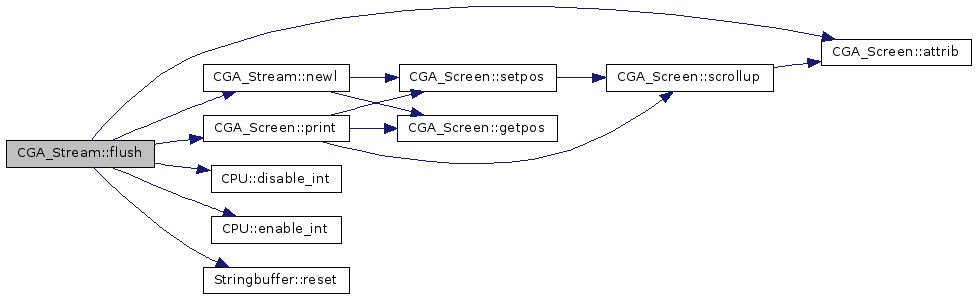 CGA_Screen::attrib
CGA_Stream::newl
CGA_Screen::setpos
CGA_Screen::scrollup
CGA_Screen::print
CGA_Screen::getpos
CGA_Stream::flush
CPU::disable_int
CPU::enable_int
Stringbuffer::reset